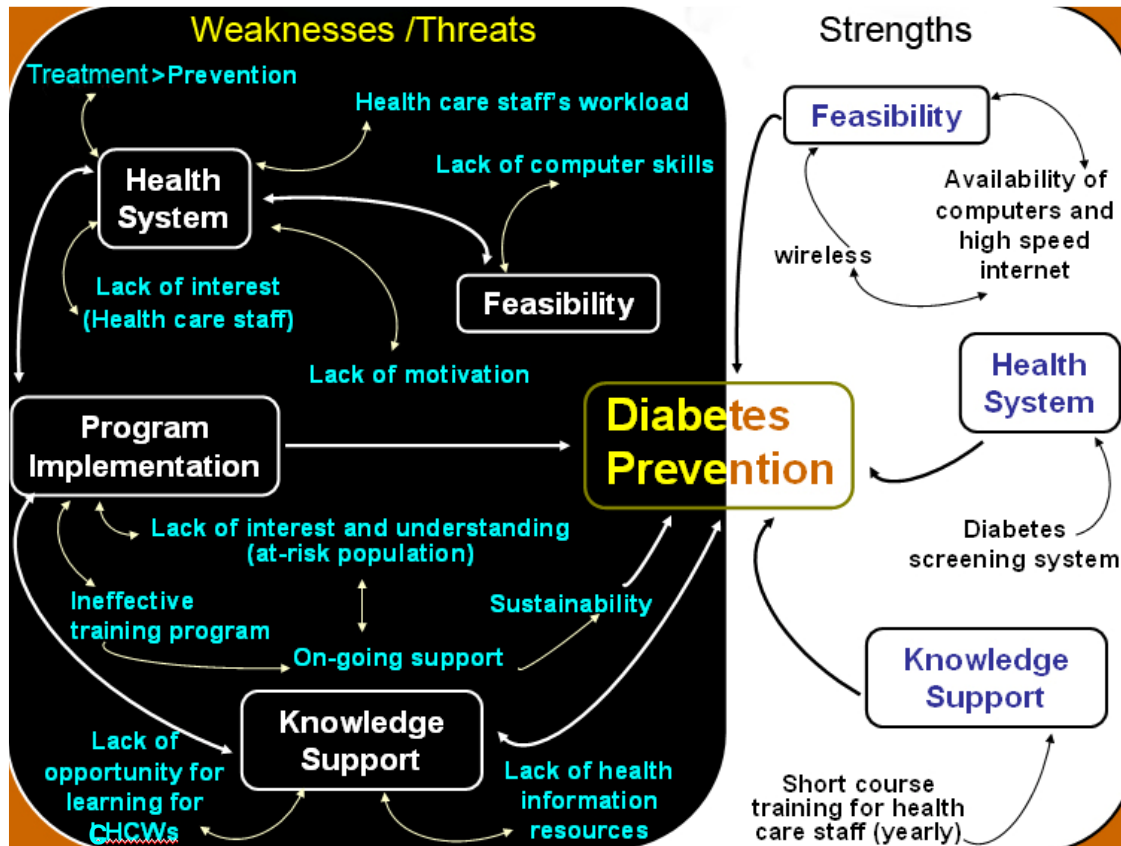 Weaknesses /Threats
Treatment>Prevention
Health care staff's workload
Lack of computer skills
Health
System
Feasibility
Lack of interest
(Health care staff)
Lack of motivation
Program
Implementation
Diabetes
Prevention
Lack of interest and understanding
(at-risk population)
Ineffective
training program
Sustainability
On-going support
Knowledge
Support
Lack of
opportunity for
learning for
Lack of health
information
resources
Strengths
Feasibility
Availability of
computers and
high speed
internet
wireless
Health
System
Diabetes
screening system
Knowledge
Support
Short course
training for health
care staff (yearly)